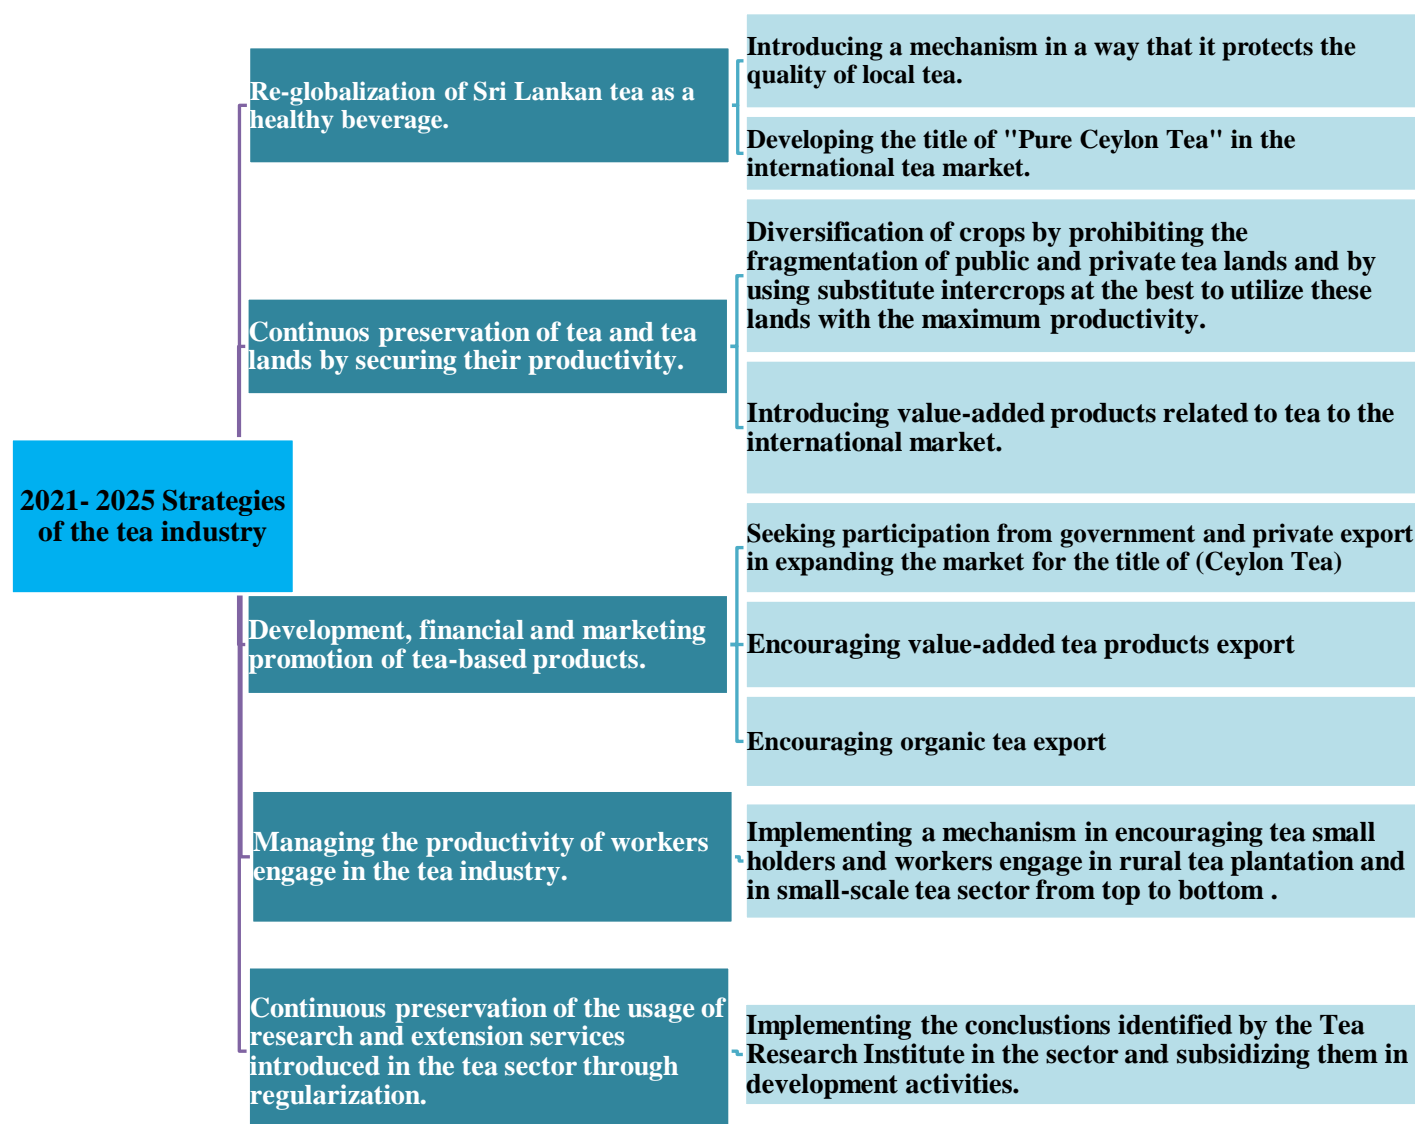 2021- 2025 Strategies
of the tea industry
Re-globalization of Sri Lankan tea as a
healthy beverage.
Introducing a mechanism in a way that it protects the
quality of local tea.
Developing the title of "Pure Ceylon Tea" in the
international tea market.
Continuos preservation of tea and tea
lands by securing their productivity.
Diversification of crops by prohibiting the
fragmentation of public and private tea lands and by
using substitute intercrops at the best to utilize these
lands with the maximum productivity.
Introducing value-added products related to tea to the
international market.
Development, financial and marketing
promotion of tea-based products.
Seeking participation from government and private export
in expanding the market for the title of (Ceylon Tea)
Encouraging value-added tea products export
Encouraging organic tea export
Managing the productivity of workers
engage in the tea industry.
Implementing a mechanism in encouraging tea small
holders and workers engage in rural tea plantation and
in small-scale tea sector from top to bottom .
Continuous preservation of the usage of
research and extension services
introduced in the tea sector through
regularization.
Implementing the conclustions identified by the Tea
Research Institute in the sector and subsidizing them in
development activities.